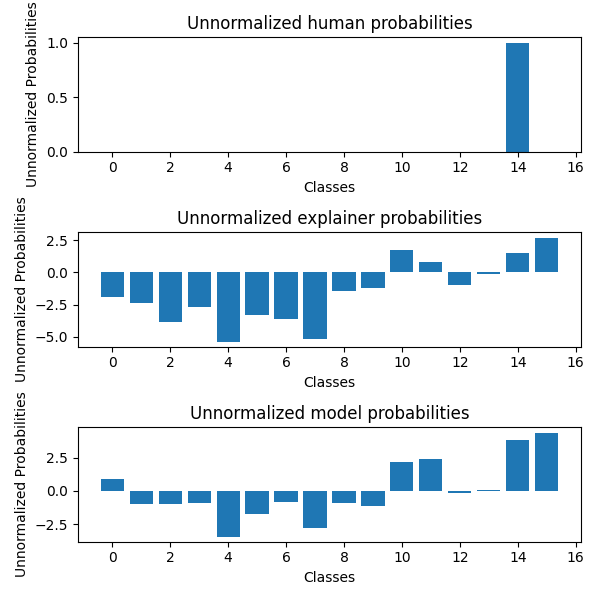 Unnormalized human probabilities
Unnormalized Probabilities
1.0
0.5
0.0
0 2 4 6 8 10 12 14 16
Classes
Unnormalized explainer probabilities
Unnormalized Probabilities
2.5
0.0
−2.5
−5.0
0 2 4 6 8 10 12 14 16
Classes
Unnormalized model probabilities
Unnormalized Probabilities
2.5
0.0
−2.5
0 2 4 6 8 10 12 14 16
Classes